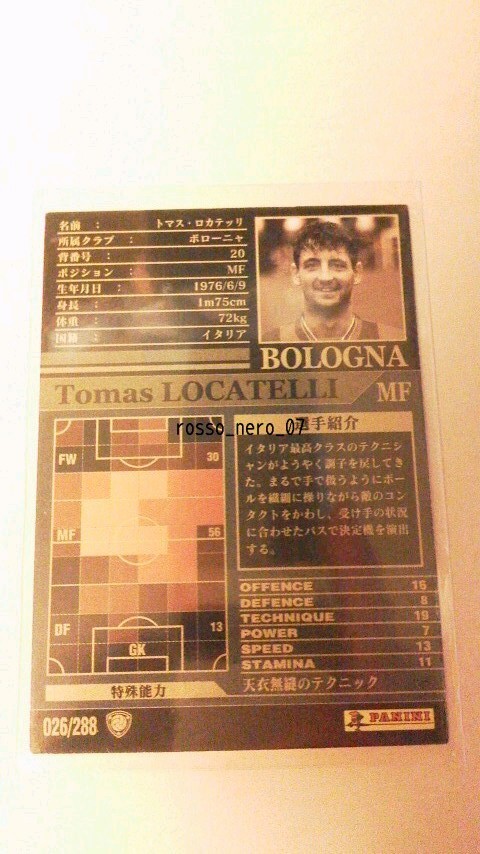 名前 : トマス・ロカテッリ
所属クラブ : ボローニャ
背番号 : 20
ポジション : MF
生年月日 : 1976/6/9
身長 : 1m75cm
体重 : 72kg
国籍 : イタリア
BOLOGNA
Tomas LOCATELLI MF
rosso_nero_07
選手紹介
FW 30
MF 56
DF 13
GK
イタリア最高クラスのテクニシ
ャンがようやく調子を戻してき
た。まるで手で扱うようにボー
ルを繊細に操りながら敵のコン
タクトをかわし、受け手の状況
に合わせたパスで決定機を演出
する。
OFFENCE 16
DEFENCE 8
TECHNIQUE 19
POWER 7
SPEED 13
STAMINA 11
特殊能力 天衣無縫のテクニック
026/288
PANINI